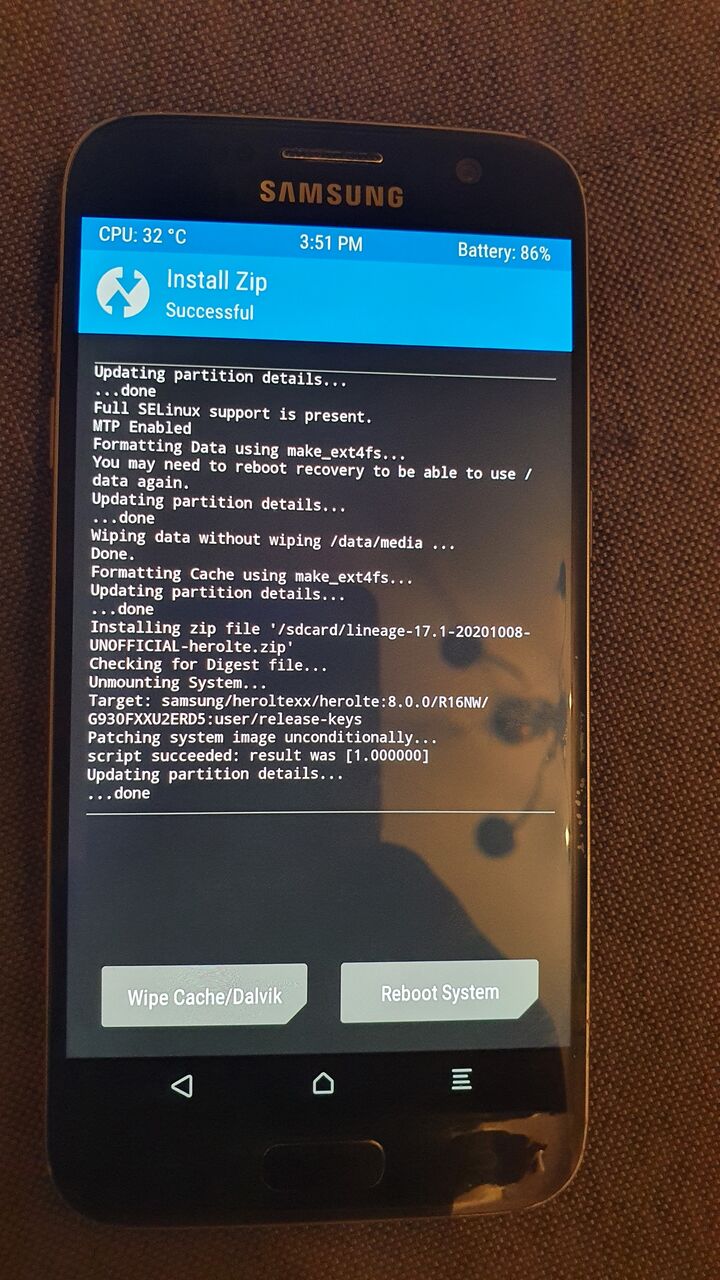 SAMSUNG
CPU: 32 °C 3:51 PM Battery: 86%
Install Zip
Successful
Updating partition details...
...done
Full SELinux support is present.
MTP Enabled
Formatting Data using make_ext4fs...
You may need to reboot recovery to be able to use /
data again.
Updating partition details...
...done
Wiping data without wiping /data/media ...
Done.
Formatting Cache using make_ext4fs...
Updating partition details...
...done
Installing zip file '/sdcard/lineage-17.1-20201008-
UNOFFICIAL-herolte.zip'
Checking for Digest file...
Unmounting System...
Target: samsung/heroltexx/herolte:8.0.0/R16NW/
G930FXXU2ERD5:user/release-keys
Patching system image unconditionally...
script succeeded: result was [1.000000]
Updating partition details...
...done
Wipe Cache/Dalvik Reboot System